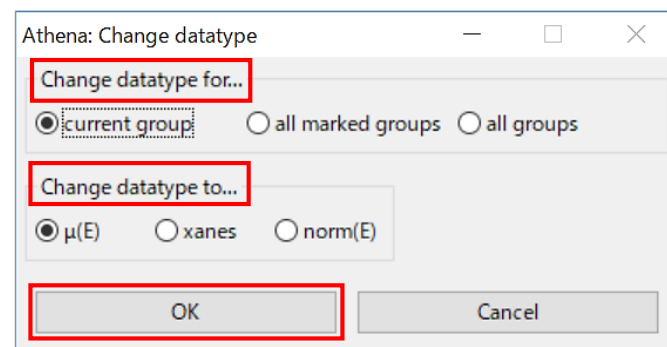 Athena: Change datatype
Change datatype for...
current group all marked groups all groups
Change datatype to...
μ(E) xanes norm(E)
OK Cancel